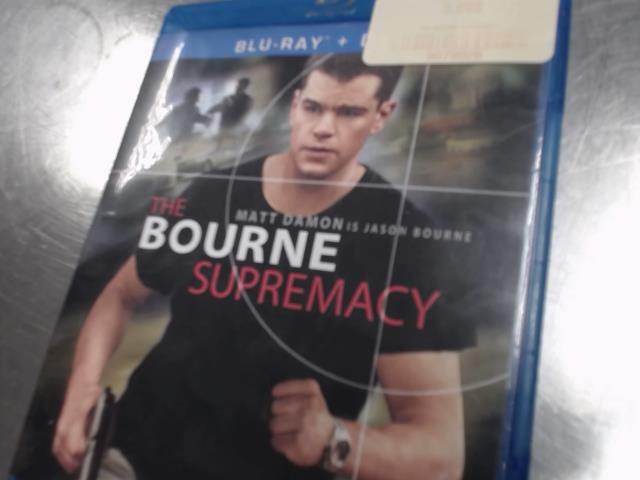 BLU-RAY +
MATT DAMON IS JASON BOURNE
THE
BOURNE
SUPREMACY